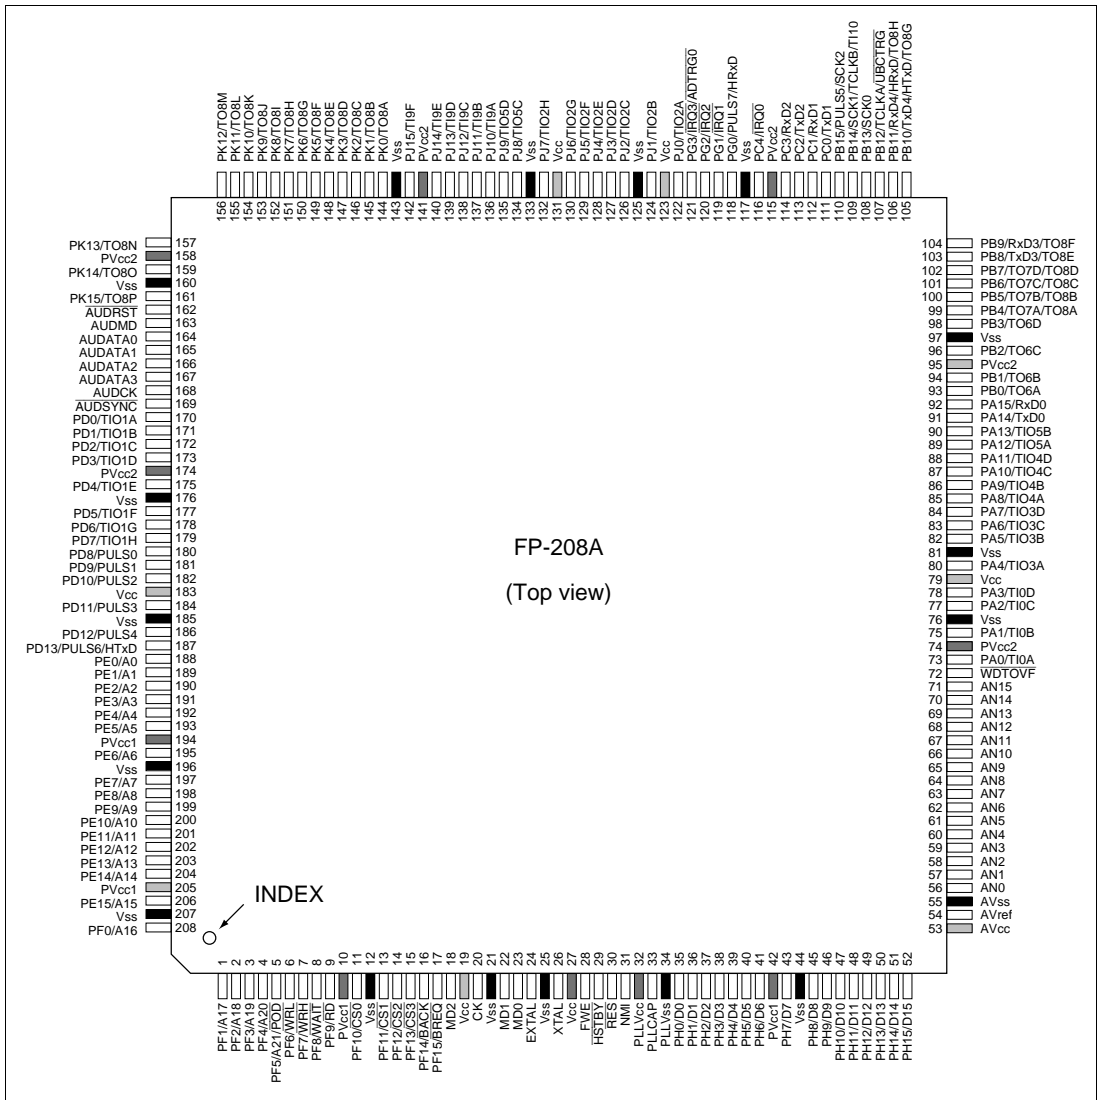 PK12/TO8M
PK11/TO8L
PK10/TO8K
PK9/TO8J
PK8/TO8I
PK7/TO8H
PK6/TO8G
PK5/TO8F
PK4/TO8E
PK3/TO8D
PK2/TO8C
PK1/TO8B
PK0/TO8A
Vss
PJ15/TI9F
PVcc2
PJ14/TI9E
PJ13/TI9D
PJ12/TI9C
PJ11/TI9B
PJ10/TI9A
PJ9/TIO5D
PJ8/TIO5C
Vss
PJ7/TIO2H
Vcc
PJ6/TIO2G
PJ5/TIO2F
PJ4/TIO2E
PJ3/TIO2D
PJ2/TIO2C
Vss
PJ1/TIO2B
Vcc
PJ0/TIO2A
PG3/IRQ3/ADTRG0
PG2/IRQ2
PG1/IRQ1
PG0/PULS7/HRxD
Vss
PC4/IRQ0
PVcc2
PC3/RxD2
PC2/TxD2
PC1/RxD1
PC0/TxD1
PB15/PULS5/SCK2
PB14/SCK1/TCLKB/TI10
PB13/SCK0
PB12/TCLKA/UBCTRG
PB11/RxD4/HRxD/TO8H
PB10/TxD4/HTxD/TO8G
156
155
154
153
152
151
150
149
148
147
146
145
144
143
142
141
140
139
138
137
136
135
134
133
132
131
130
129
128
127
126
125
124
123
122
121
120
119
118
117
116
115
114
113
112
111
110
109
108
107
106
105
PK13/TO8N 157
PVcc2 158
PK14/TO8O 159
Vss 160
PK15/TO8P 161
AUDRST 162
AUDMD 163
AUDATA0 164
AUDATA1 165
AUDATA2 166
AUDATA3 167
AUDCK 168
AUDSYNC 169
PD0/TIO1A 170
PD1/TIO1B 171
PD2/TIO1C 172
PD3/TIO1D 173
PVcc2 174
PD4/TIO1E 175
Vss 176
PD5/TIO1F 177
PD6/TIO1G 178
PD7/TIO1H 179
PD8/PULS0 180
PD9/PULS1 181
PD10/PULS2 182
Vcc 183
PD11/PULS3 184
Vss 185
PD12/PULS4 186
PD13/PULS6/HTxD 187
PE0/A0 188
PE1/A1 189
PE2/A2 190
PE3/A3 191
PE4/A4 192
PE5/A5 193
PVcc1 194
PE6/A6 195
Vss 196
PE7/A7 197
PE8/A8 198
PE9/A9 199
PE10/A10 200
PE11/A11 201
PE12/A12 202
PE13/A13 203
PE14/A14 204
PVcc1 205
PE15/A15 206
Vss 207
PF0/A16 208
FP-208A
(Top view)
INDEX
104 PB9/RxD3/TO8F
103 PB8/TxD3/TO8E
102 PB7/TO7D/TO8D
101 PB6/TO7C/TO8C
100 PB5/TO7B/TO8B
99 PB4/TO7A/TO8A
98 PB3/TO6D
97 Vss
96 PB2/TO6C
95 PVcc2
94 PB1/TO6B
93 PB0/TO6A
92 PA15/RxD0
91 PA14/TxD0
90 PA13/TIO5B
89 PA12/TIO5A
88 PA11/TIO4D
87 PA10/TIO4C
86 PA9/TIO4B
85 PA8/TIO4A
84 PA7/TIO3D
83 PA6/TIO3C
82 PA5/TIO3B
81 Vss
80 PA4/TIO3A
79 Vcc
78 PA3/TI0D
77 PA2/TI0C
76 Vss
75 PA1/TI0B
74 PVcc2
73 PA0/TI0A
72 WDTOVF
71 AN15
70 AN14
69 AN13
68 AN12
67 AN11
66 AN10
65 AN9
64 AN8
63 AN7
62 AN6
61 AN5
60 AN4
59 AN3
58 AN2
57 AN1
56 AN0
55 AVss
54 AVref
53 AVcc
1
2
3
4
5
6
7
8
9
10
11
12
13
14
15
16
17
18
19
20
21
22
23
24
25
26
27
28
29
30
31
32
33
34
35
36
37
38
39
40
41
42
43
44
45
46
47
48
49
50
51
52
PF1/A17
PF2/A18
PF3/A19
PF4/A20
PF5/A21/POD
PF6/WRL
PF7/WRH
PF8/WAIT
PF9/RD
PVcc1
PF10/CS0
Vss
PF11/CS1
PF12/CS2
PF13/CS3
PF14/BACK
PF15/BREQ
MD2
Vcc
CK
Vss
MD1
MD0
EXTAL
Vss
XTAL
Vcc
FWE
HSTBY
RES
NMI
PLLVcc
PLLCAP
PLLVss
PH0/D0
PH1/D1
PH2/D2
PH3/D3
PH4/D4
PH5/D5
PH6/D6
PVcc1
PH7/D7
Vss
PH8/D8
PH9/D9
PH10/D10
PH11/D11
PH12/D12
PH13/D13
PH14/D14
PH15/D15